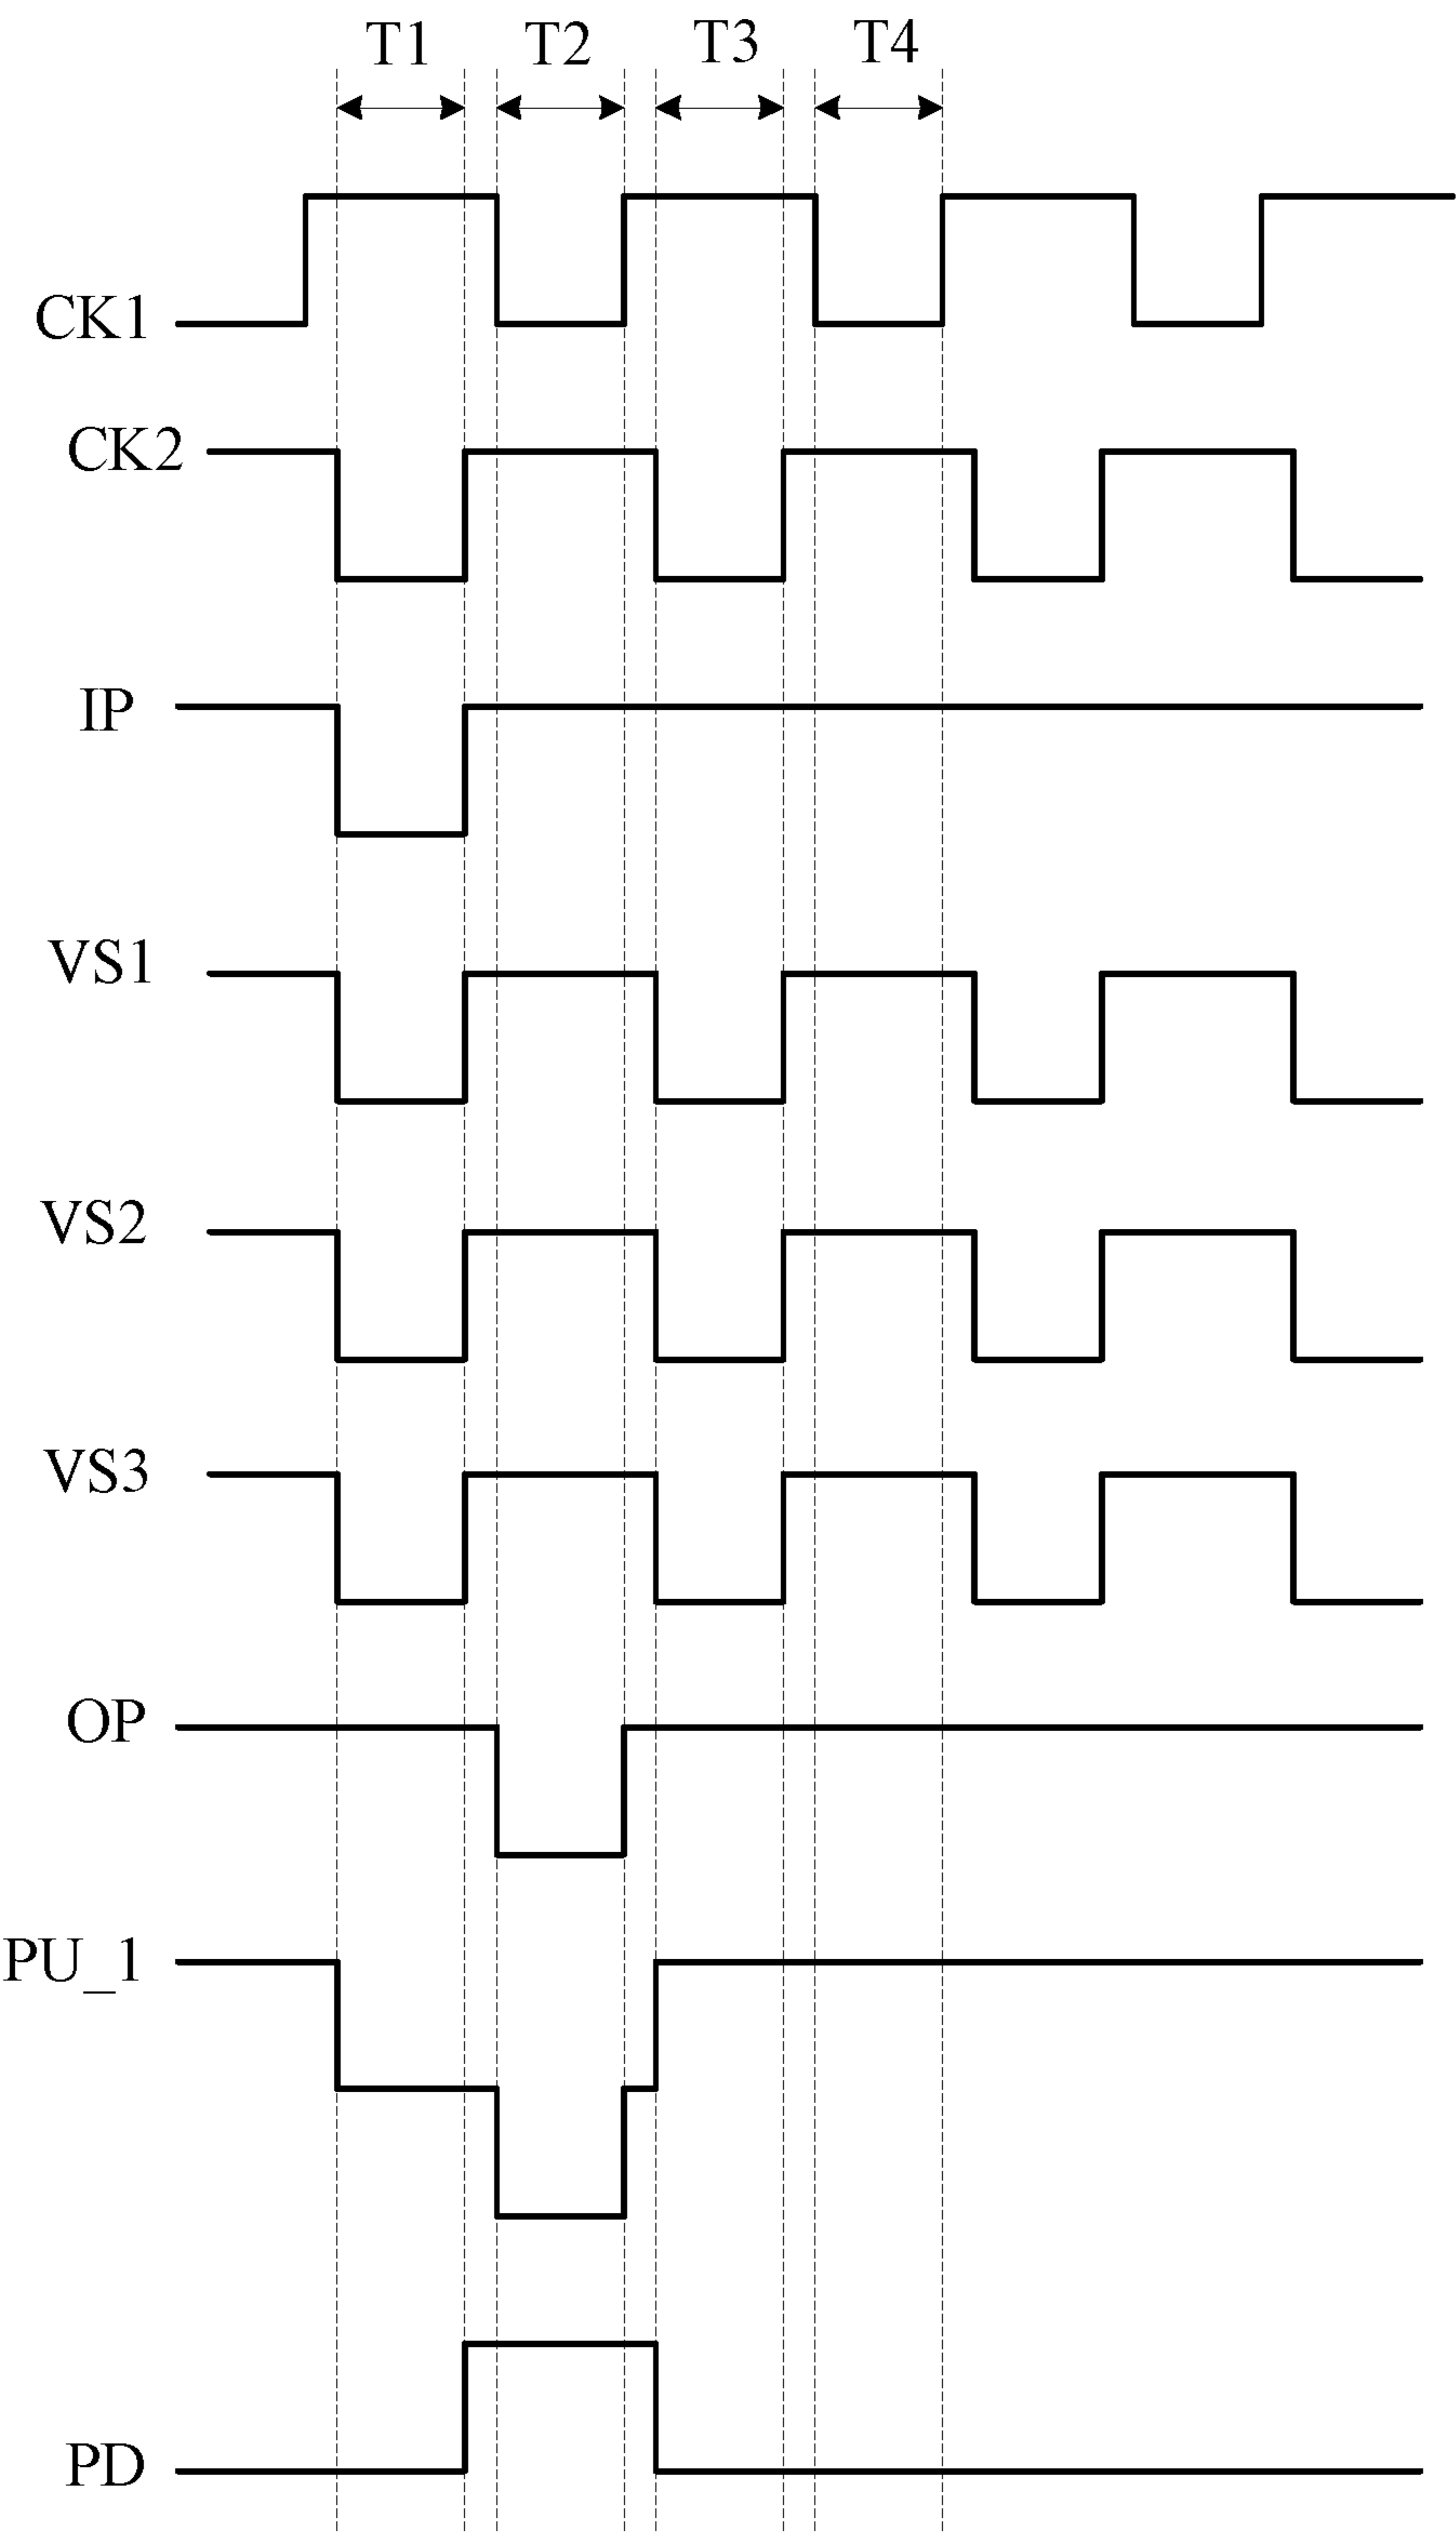 T1 T2 T3 T4
CK1
CK2
IP
VS1
VS2
VS3
OP
PU_1
PD